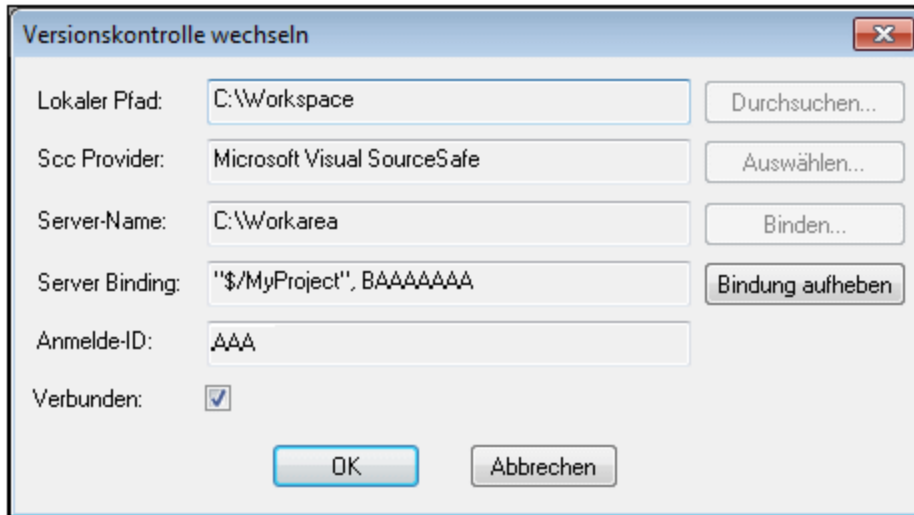 Versionskontrolle wechseln
Lokaler Pfad: C:\Workspace Durchsuchen...
Scc Provider: Microsoft Visual SourceSafe Auswählen...
Server-Name: C:\Workarea Binden...
Server Binding: "$/MyProject", BAAAAAAA Bindung aufheben
Anmelde-ID: AAA
Verbunden:
OK Abbrechen